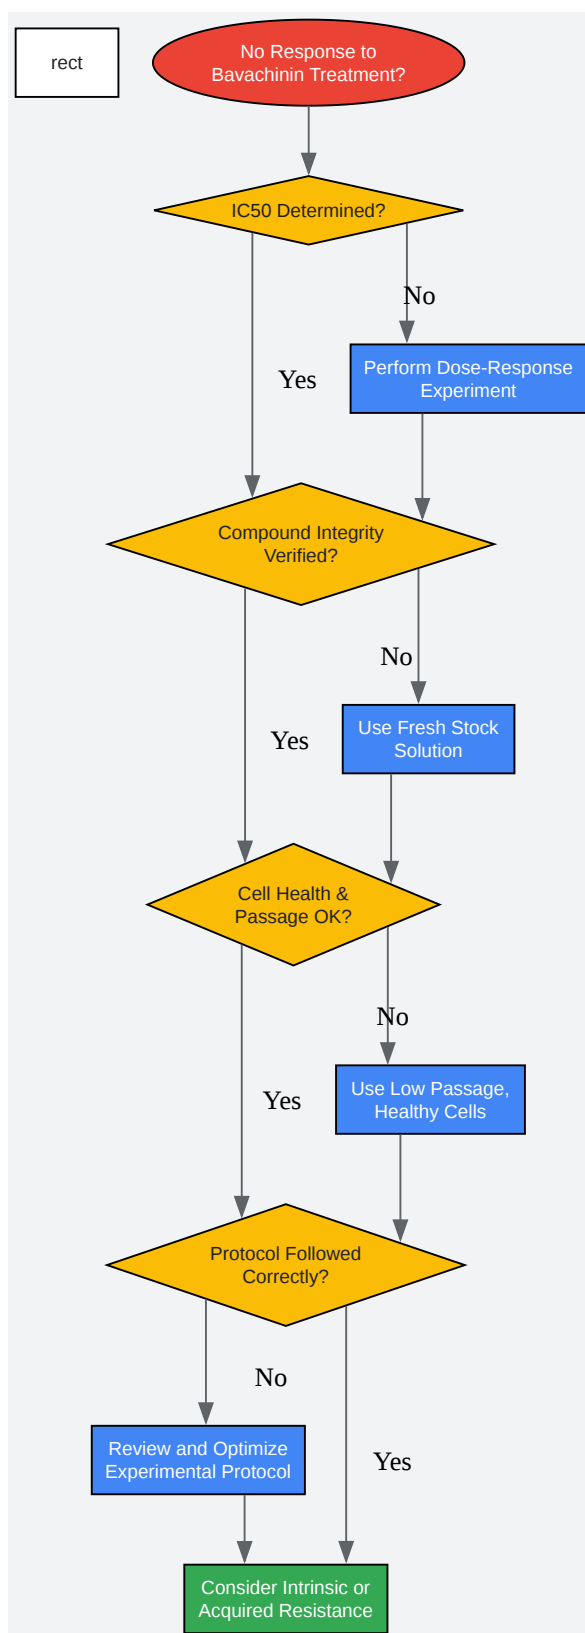 rect
No Response to
Bavachinin Treatment?
IC50 Determined?
No
Yes
Perform Dose-Response
Experiment
Compound Integrity
Verified?
No
Yes
Use Fresh Stock
Solution
Cell Health &
Passage OK?
No
Yes
Use Low Passage,
Healthy Cells
Protocol Followed
Correctly?
No
Yes
Review and Optimize
Experimental Protocol
Consider Intrinsic or
Acquired Resistance